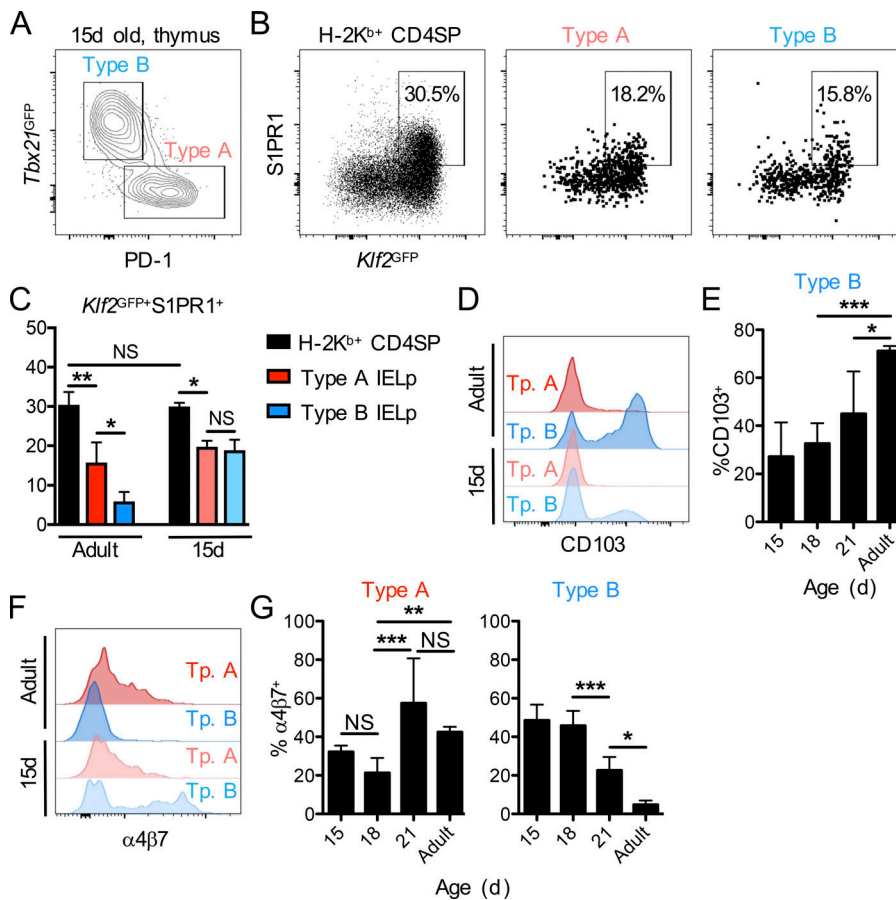 A
15d old, thymus
Type B
Type A
Tbx21GFP
PD-1
B
H-2Kb+ CD4SP
Type A
Type B
30.5%
18.2%
15.8%
S1PR1
Klf2GFP
C
Klf2GFP+S1PR1+
50
40
30
20
10
0
NS
**
*
*
NS
Adult
15d
H-2Kb+ CD4SP
Type A IELp
Type B IELp
D
Adult
15d
Tp. A
Tp. B
Tp. A
Tp. B
CD103
E
Type B
***
*
%CD103+
80
60
40
20
0
15
18
21
Adult
Age (d)
F
Adult
15d
Tp. A
Tp. B
Tp. A
Tp. B
α4β7
G
Type A
% α4β7+
100
80
60
40
20
0
**
***
NS
NS
15
18
21
Adult
Type B
100
80
60
40
20
0
***
*
15
18
21
Adult
Age (d)